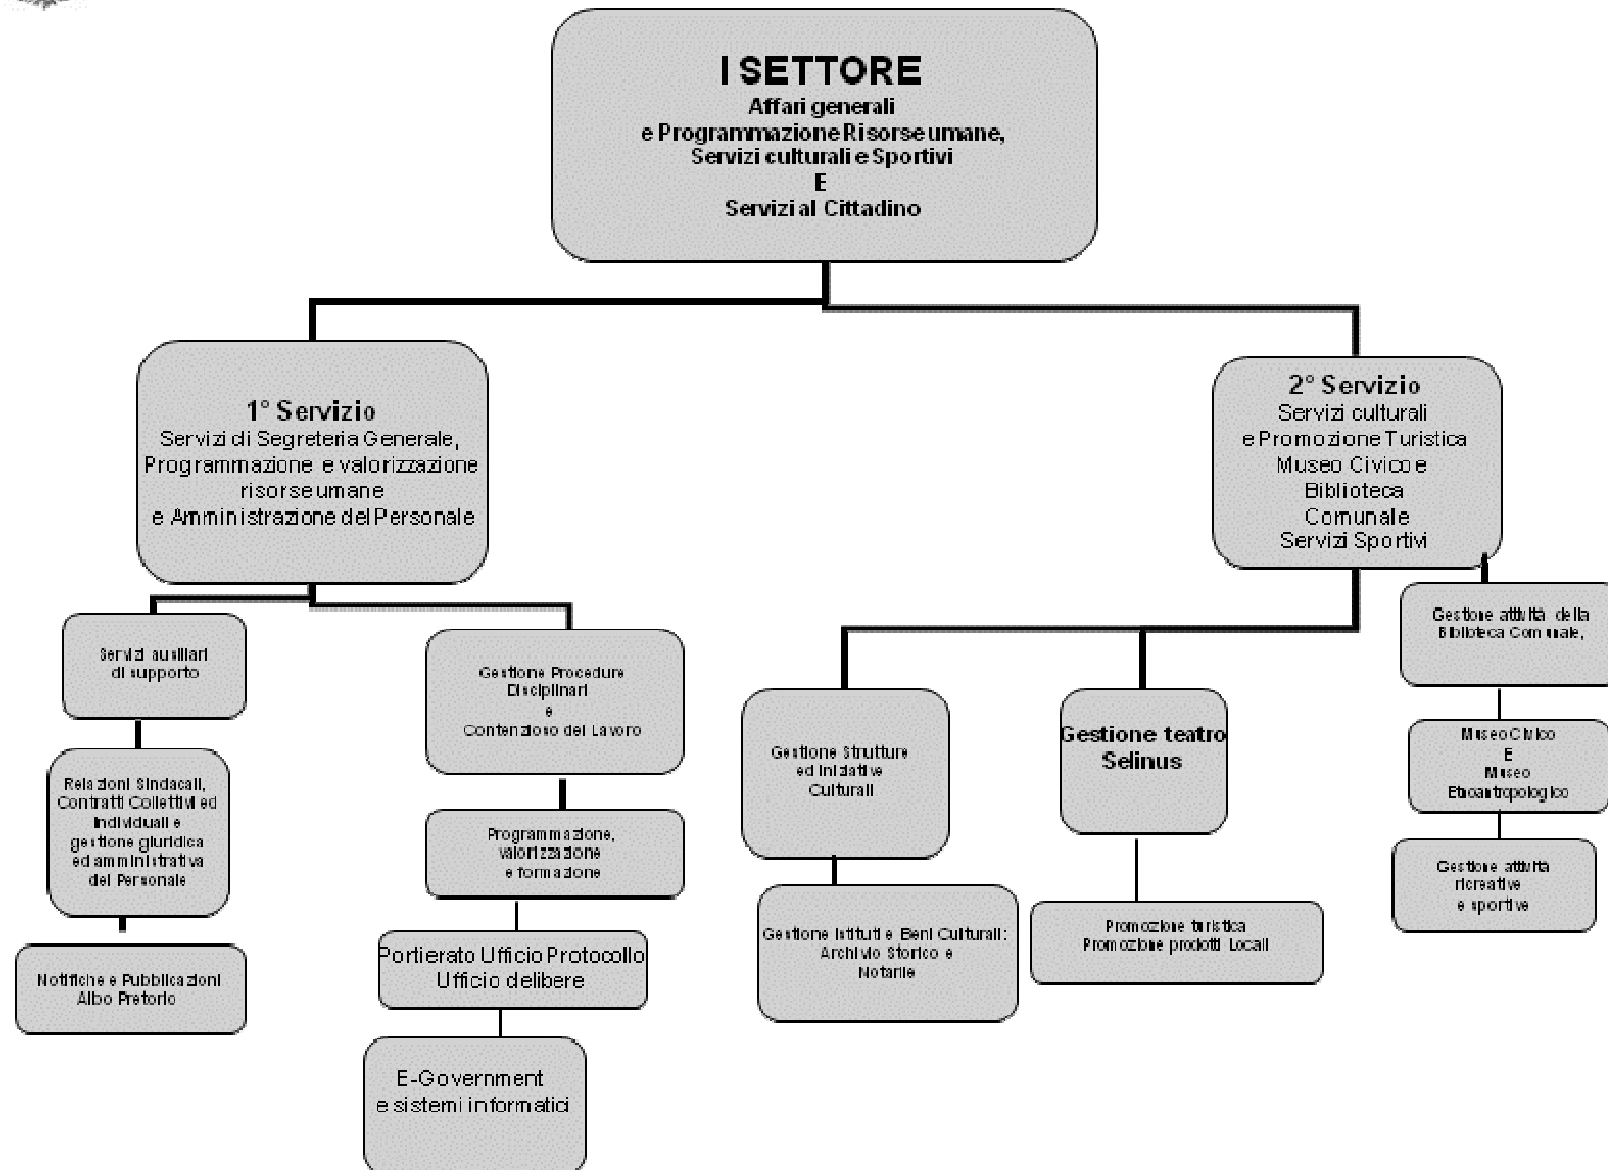 I SETTORE
Affari generali
e Programmazione Risorse umane,
Servizi culturali e Sportivi
E
Servizi al Cittadino
1° Servizio
Servizi di Segreteria Generale,
Programmazione e valorizzazione
risorse umane
e Amministrazione del Personale
2° Servizio
Servizi culturali
e Promozione Turistica
Museo Civico e
Biblioteca
Comunale
Servizi Sportivi
Servizi ausiliari
di supporto
Relazioni Sindacali,
Contratti Collettivi ed
Individuali e
gestione giuridica
ed amministrativa
del Personale
Notifiche e Pubblicazioni
Albo Pretorio
Gestione Procedure
Disciplinari
e
Contenzioso del Lavoro
Programmazione,
valorizzazione
e formazione
Portierato Ufficio Protocollo
Ufficio delibere
E-Government
e sistemi informatici
Gestione Strutture
ed Iniziative
Culturali
Gestione Istituti e Beni Culturali:
Archivio Storico e
Notarile
Gestione teatro
Selinus
Promozione turistica
Promozione prodotti Locali
Gestione attività della
Biblioteca Comunale,
Museo Civico
E
Museo
Etnoantropologico
Gestione attività
ricreative
e sportive